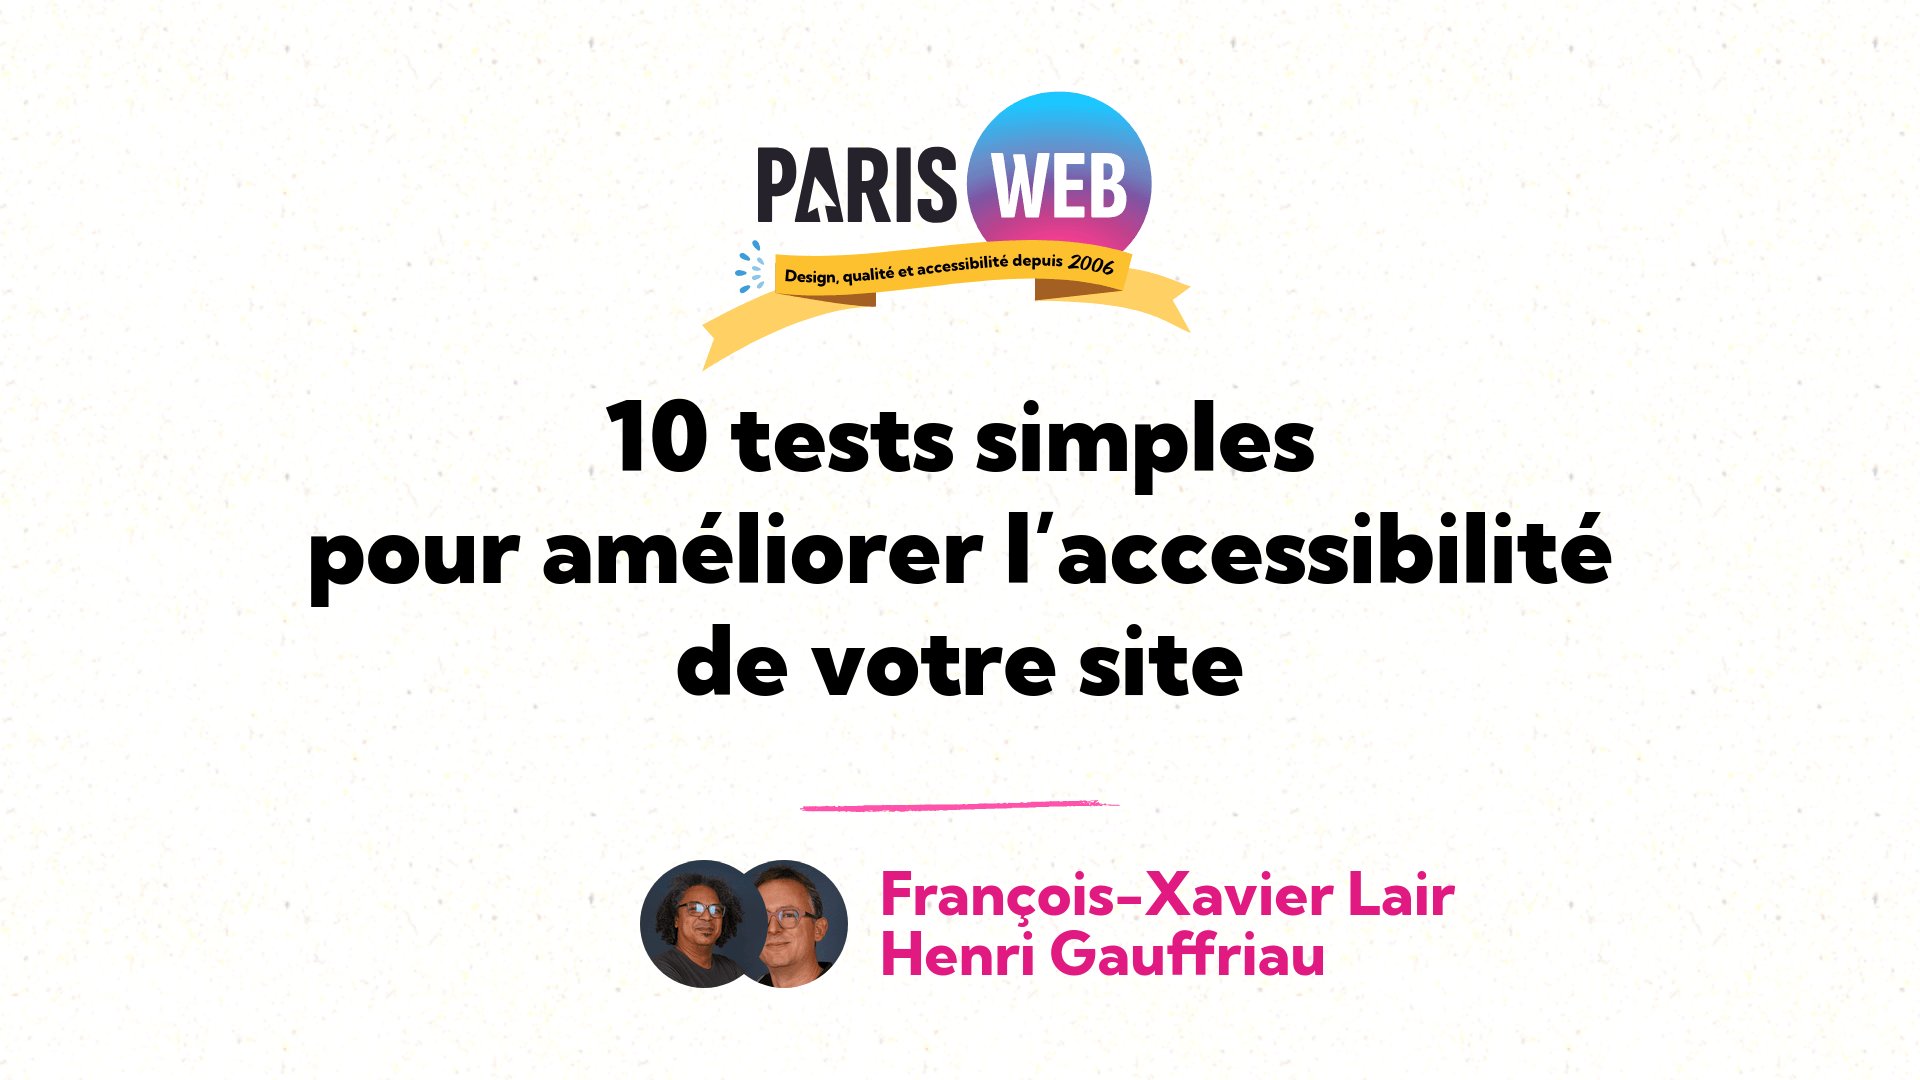 PARIS WEB
Design, qualité et accessibilité depuis 2006
10 tests simples
pour améliorer l’accessibilité
de votre site
François-Xavier Lair
Henri Gauffriau